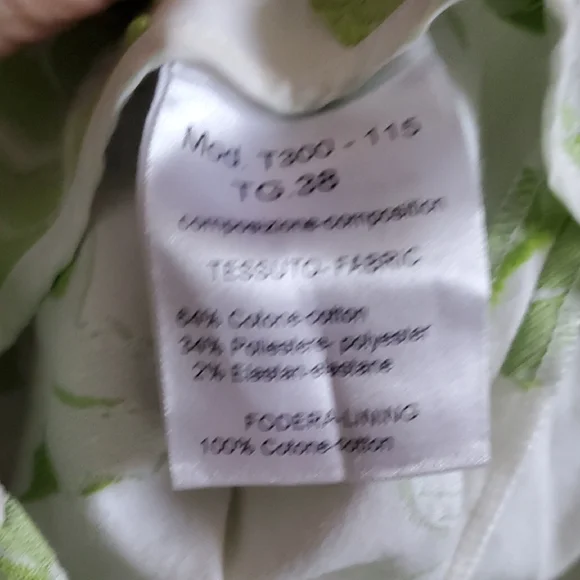 Mod. T300 - 115
TG.38
composizione-composition
TESSUTO-FABRIC
64% Cotone-cotton
34% Poliestere- polyester
2% Elastan-elastane
FODERA-LINING
100% Cotone-cotton